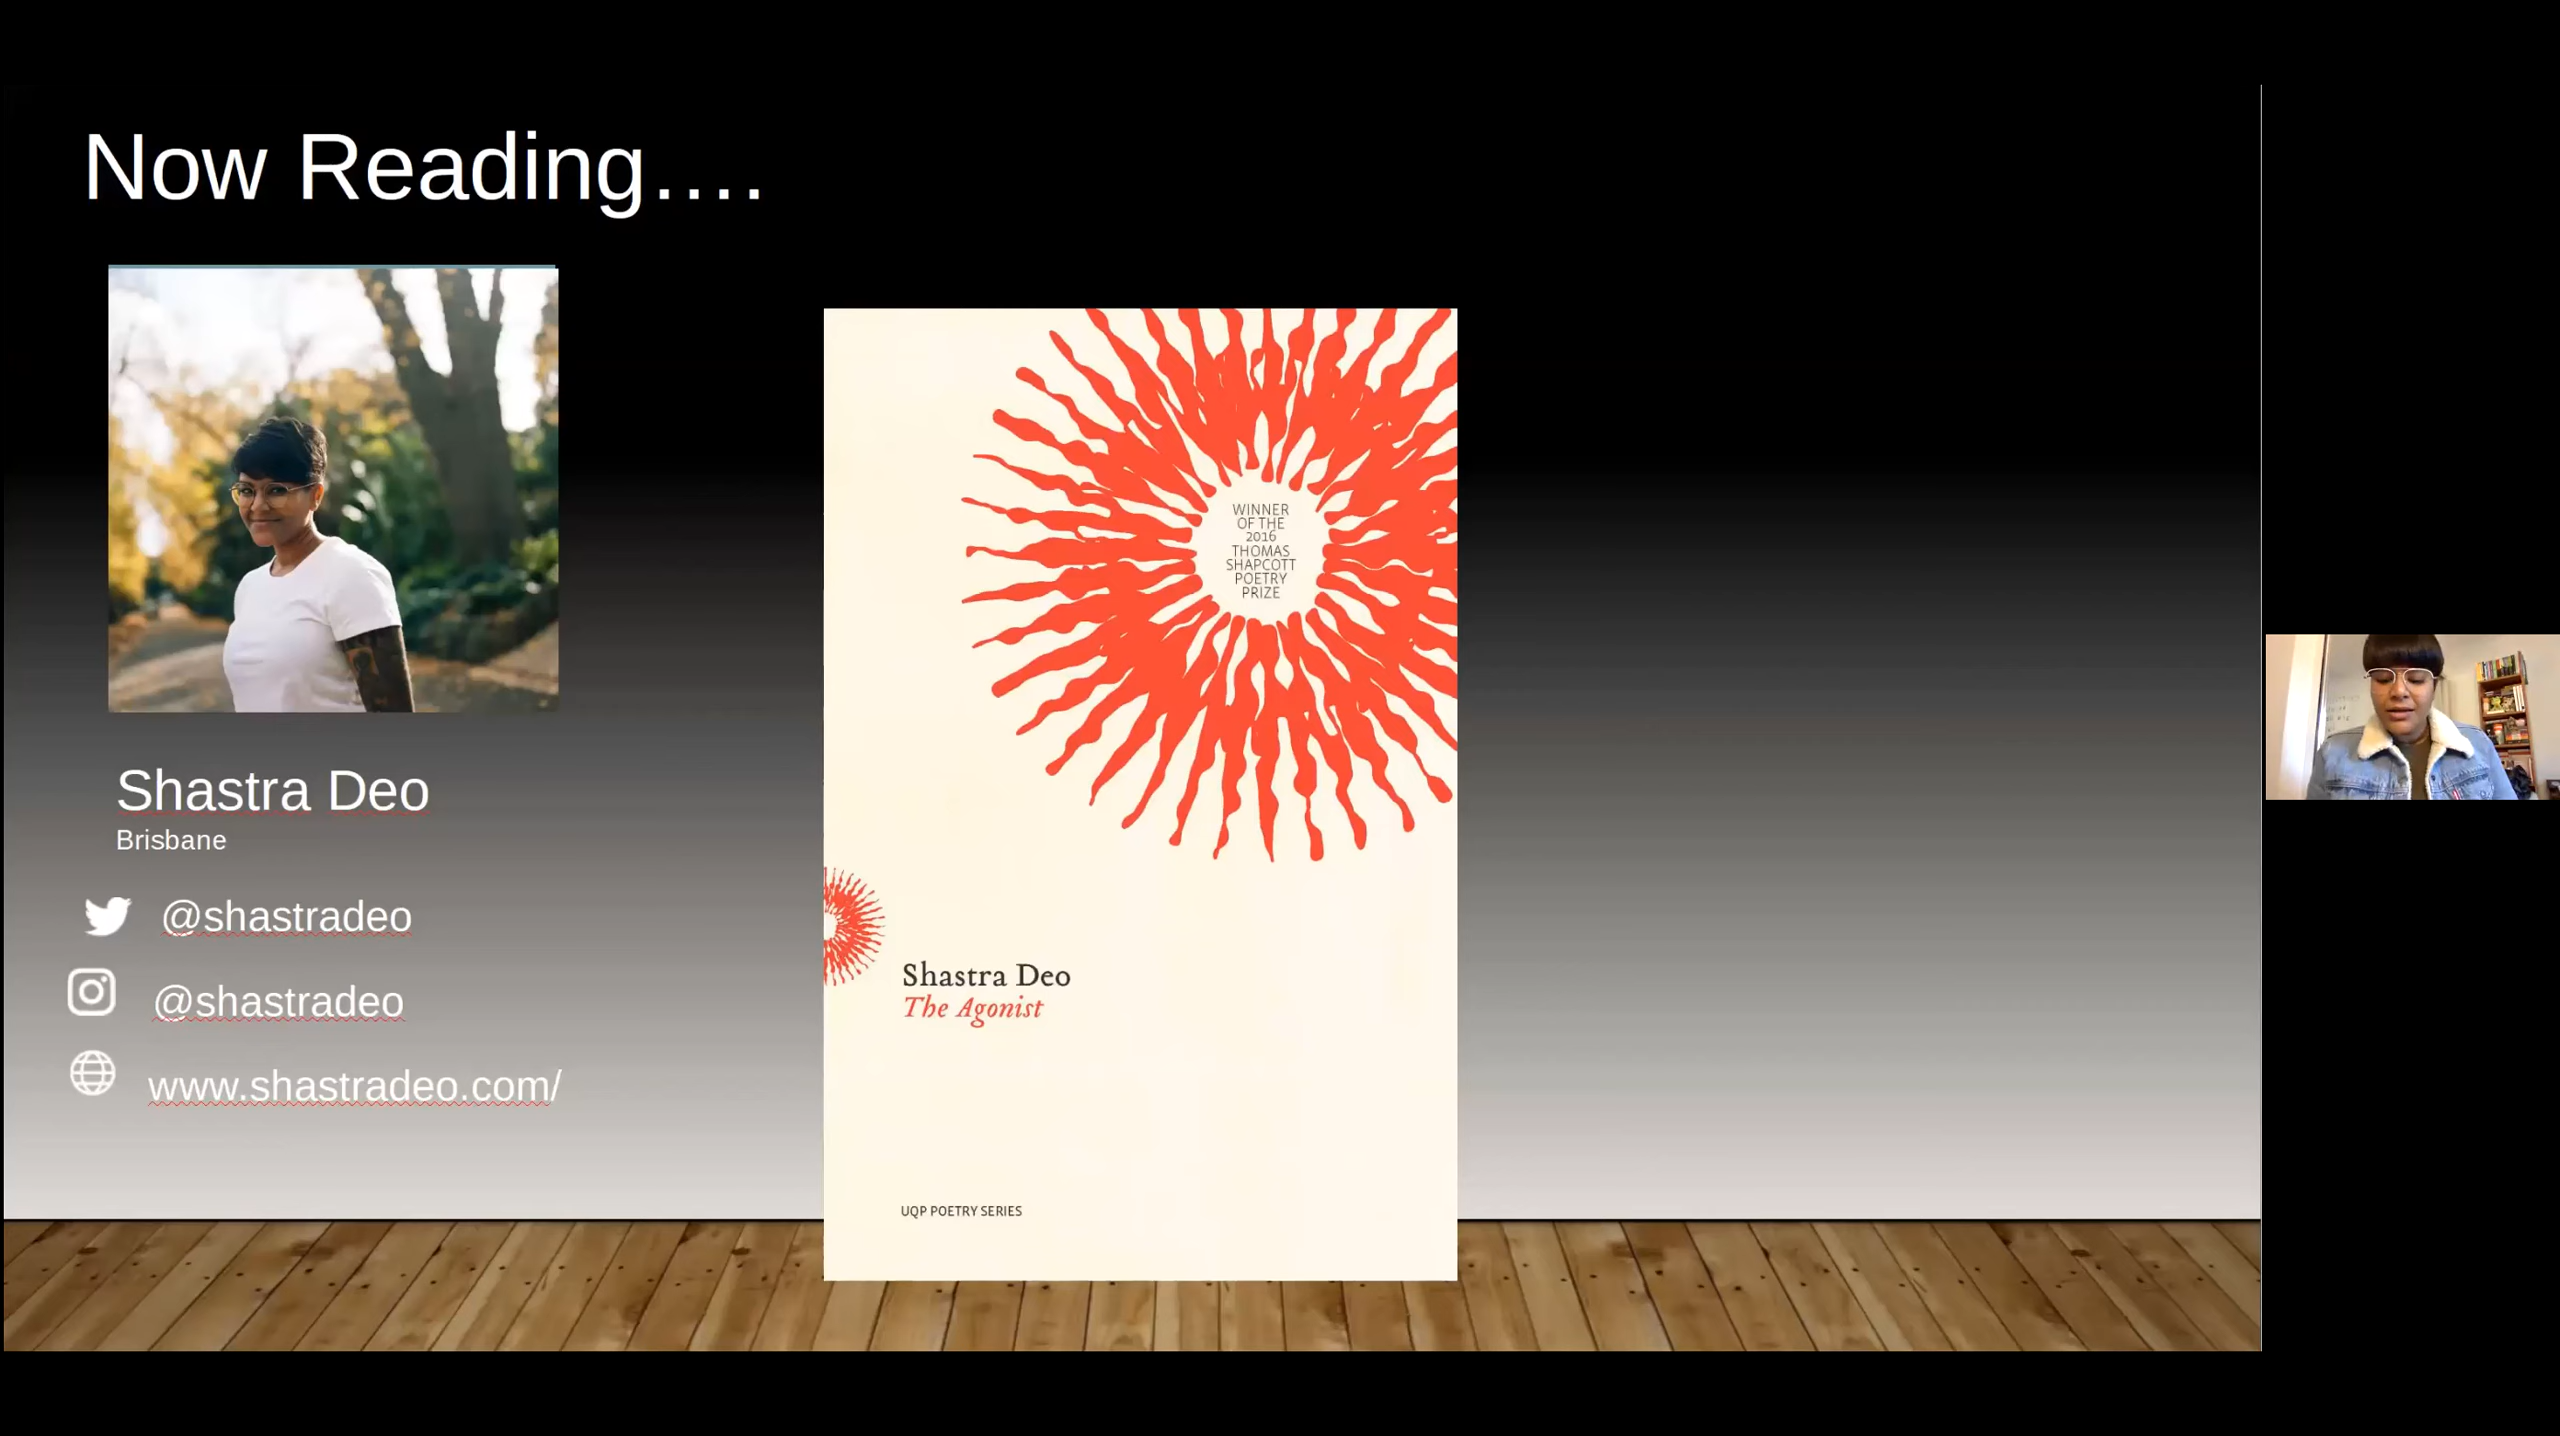 Now Reading....
Shastra Deo
Brisbane
@shastradeo
@shastradeo
www.shastradeo.com/
WINNER
OF THE
2016
THOMAS
SHAPCOTT
POETRY
PRIZE
Shastra Deo
The Agonist
UQP POETRY SERIES